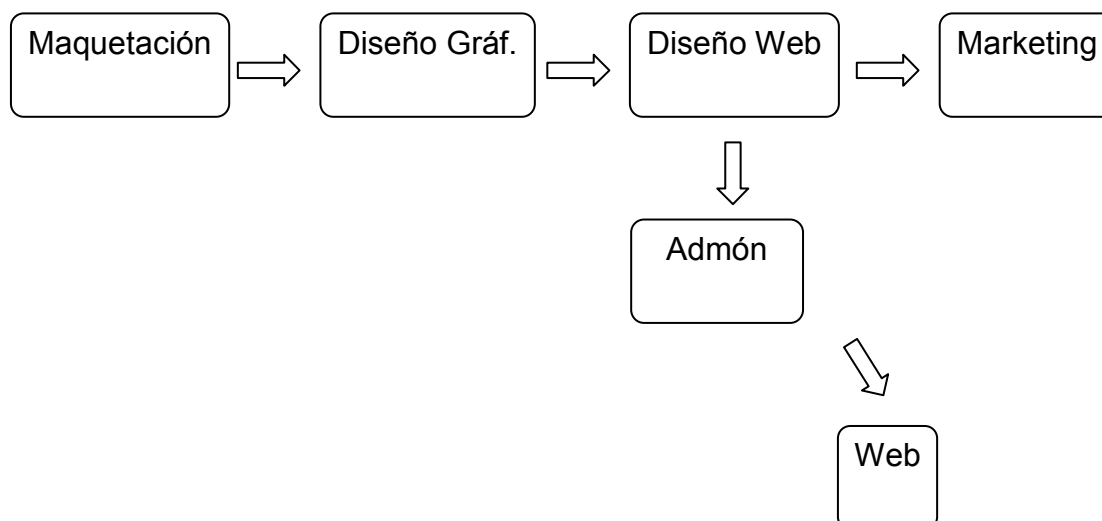 Maquetación
Diseño Gráf.
Diseño Web
Marketing
Admón
Web